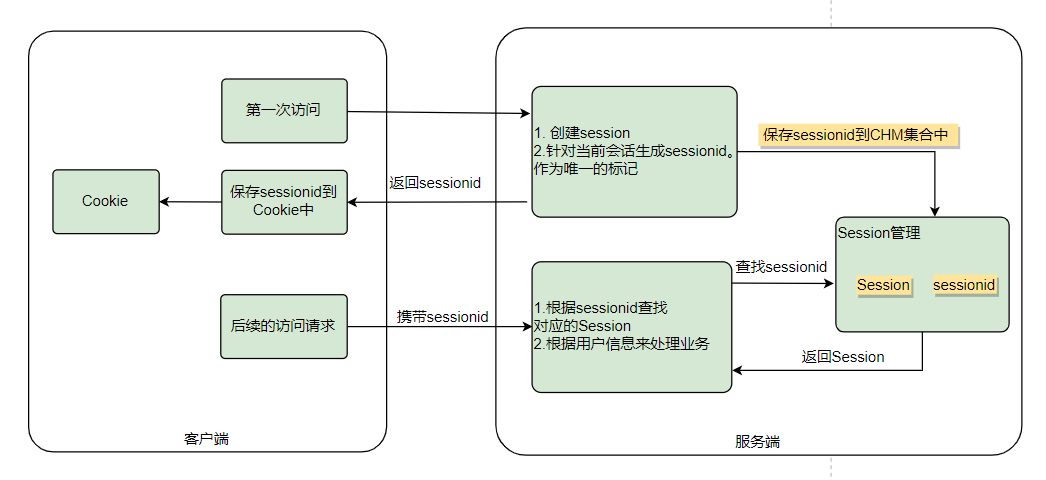 第一次访问
1. 创建session
2.针对当前会话生成sessionid。
作为唯一的标记
保存sessionid到CHM集合中
返回sessionid
保存sessionid到
Cookie中
Cookie
Session管理
Session
sessionid
查找sessionid
后续的访问请求
携带sessionid
1.根据sessionid查找
对应的Session
2.根据用户信息来处理业务
返回Session
客户端
服务端